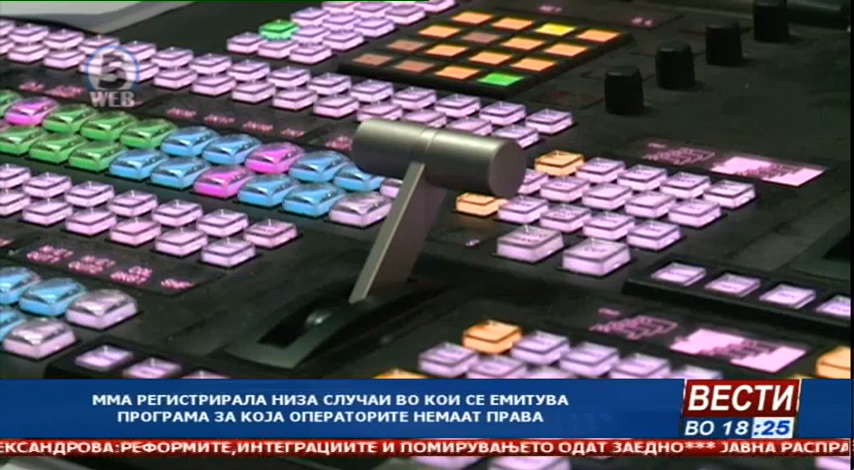 5
WEB
ММА РЕГИСТРИРАЛА НИЗА СЛУЧАИ ВО КОИ СЕ ЕМИТУВА
ПРОГРАМА ЗА КОЈА ОПЕРАТОРИТЕ НЕМААТ ПРАВА
ВЕСТИ
ВО 18:25
ЕКСАНДРОВА:РЕФОРМИТЕ,ИНТЕГРАЦИИТЕ И ПОМИРУВАЊЕТО ОДАТ ЗАЕДНО*** ЈАВНА РАСПРА